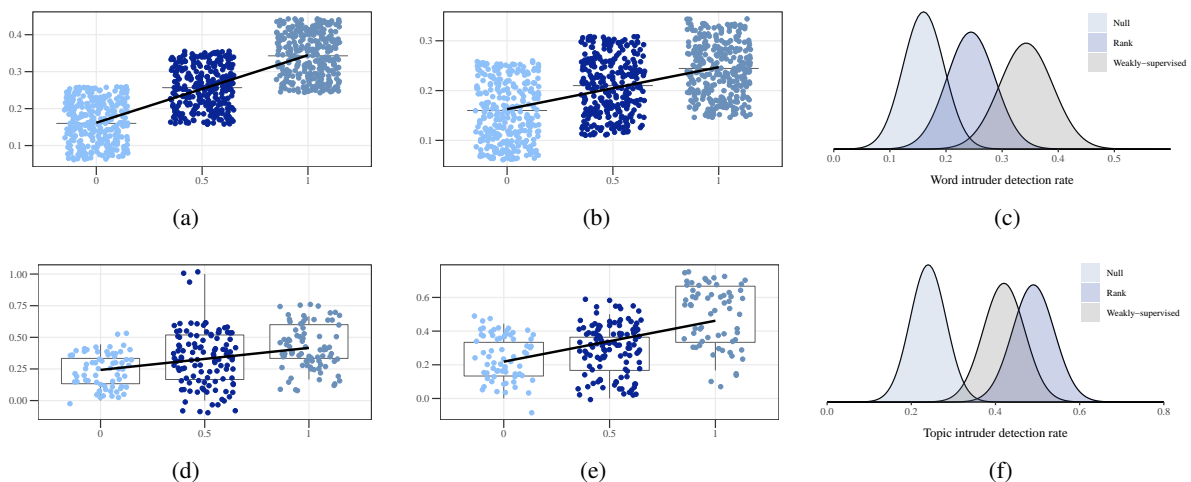 0.4
0.3
0.2
0.1
0
0.5
1
(a)
0.3
0.2
0.1
0
0.5
1
(b)
Null
Rank
Weakly−supervised
0.0
0.1
0.2
0.3
0.4
0.5
Word intruder detection rate
(c)
1.00
0.75
0.50
0.25
0.00
0
0.5
1
(d)
0.6
0.4
0.2
0.0
0
0.5
1
(e)
Null
Rank
Weakly−supervised
0.0
0.2
0.4
0.6
0.8
Topic intruder detection rate
(f)